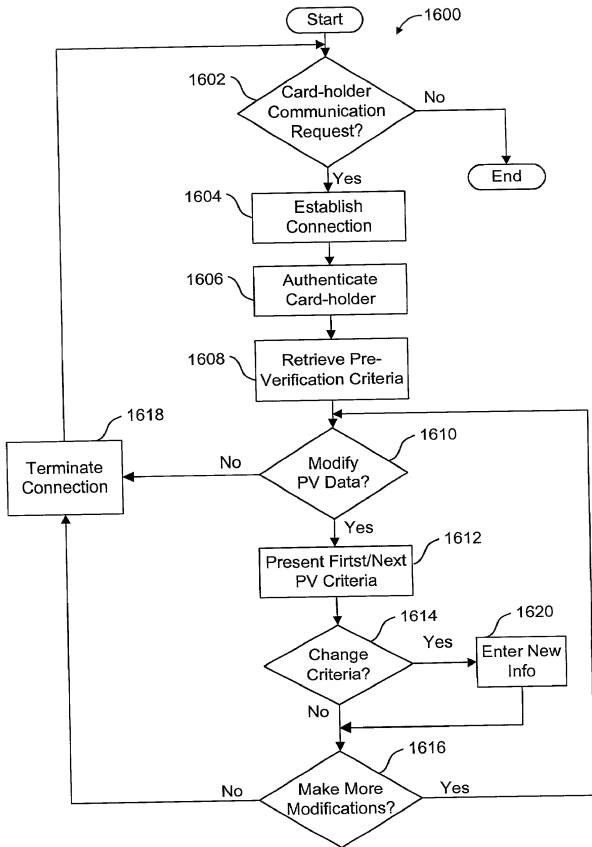 Start
1600
1602
Card-holder
Communication
Request?
No
End
Yes
1604
Establish
Connection
1606
Authenticate
Card-holder
1608
Retrieve Pre-
Verification Criteria
1618
Terminate
Connection
No
1610
Modify
PV Data?
Yes
1612
Present Firtst/Next
PV Criteria
1614
Change
Criteria?
Yes
1620
Enter New
Info
No
1616
No
Make More
Modifications?
Yes